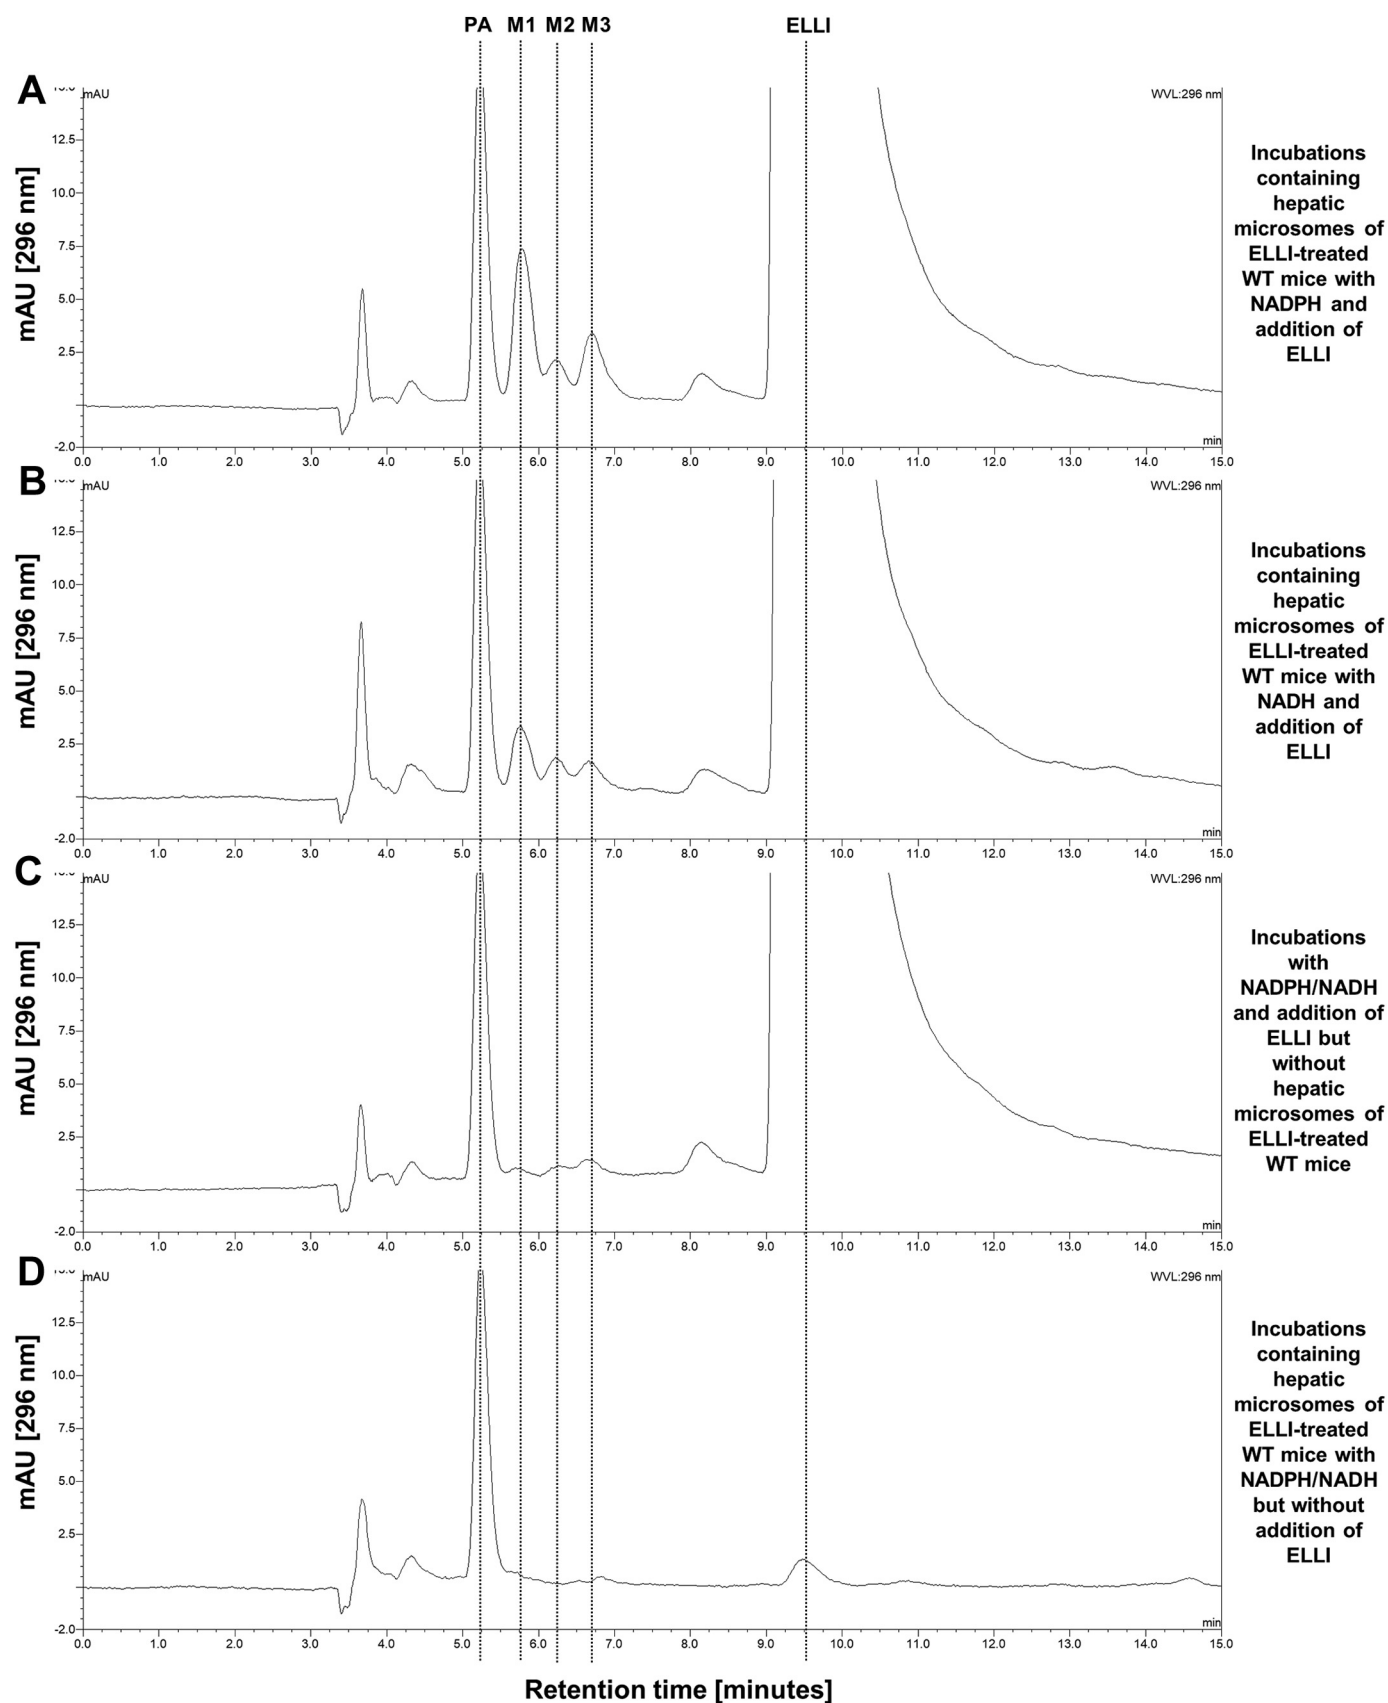 PA M1 M2 M3 ELLI
A
mAU
WVL:296 nm
mAU [296 nm]
12.5
10.0
7.5
5.0
2.5
-2.0
min
0.0 1.0 2.0 3.0 4.0 5.0 6.0 7.0 8.0 9.0 10.0 11.0 12.0 13.0 14.0 15.0
Incubations
containing
hepatic
microsomes of
ELLI-treated
WT mice with
NADPH and
addition of
ELLI
B
mAU
WVL:296 nm
mAU [296 nm]
12.5
10.0
7.5
5.0
2.5
-2.0
min
0.0 1.0 2.0 3.0 4.0 5.0 6.0 7.0 8.0 9.0 10.0 11.0 12.0 13.0 14.0 15.0
Incubations
containing
hepatic
microsomes of
ELLI-treated
WT mice with
NADH and
addition of
ELLI
C
mAU
WVL:296 nm
mAU [296 nm]
12.5
10.0
7.5
5.0
2.5
-2.0
min
0.0 1.0 2.0 3.0 4.0 5.0 6.0 7.0 8.0 9.0 10.0 11.0 12.0 13.0 14.0 15.0
Incubations
with
NADPH/NADH
and addition of
ELLI but
without
hepatic
microsomes of
ELLI-treated
WT mice
D
mAU
WVL:296 nm
mAU [296 nm]
12.5
10.0
7.5
5.0
2.5
-2.0
min
0.0 1.0 2.0 3.0 4.0 5.0 6.0 7.0 8.0 9.0 10.0 11.0 12.0 13.0 14.0 15.0
Incubations
containing
hepatic
microsomes of
ELLI-treated
WT mice with
NADPH/NADH
but without
addition of
ELLI
Retention time [minutes]